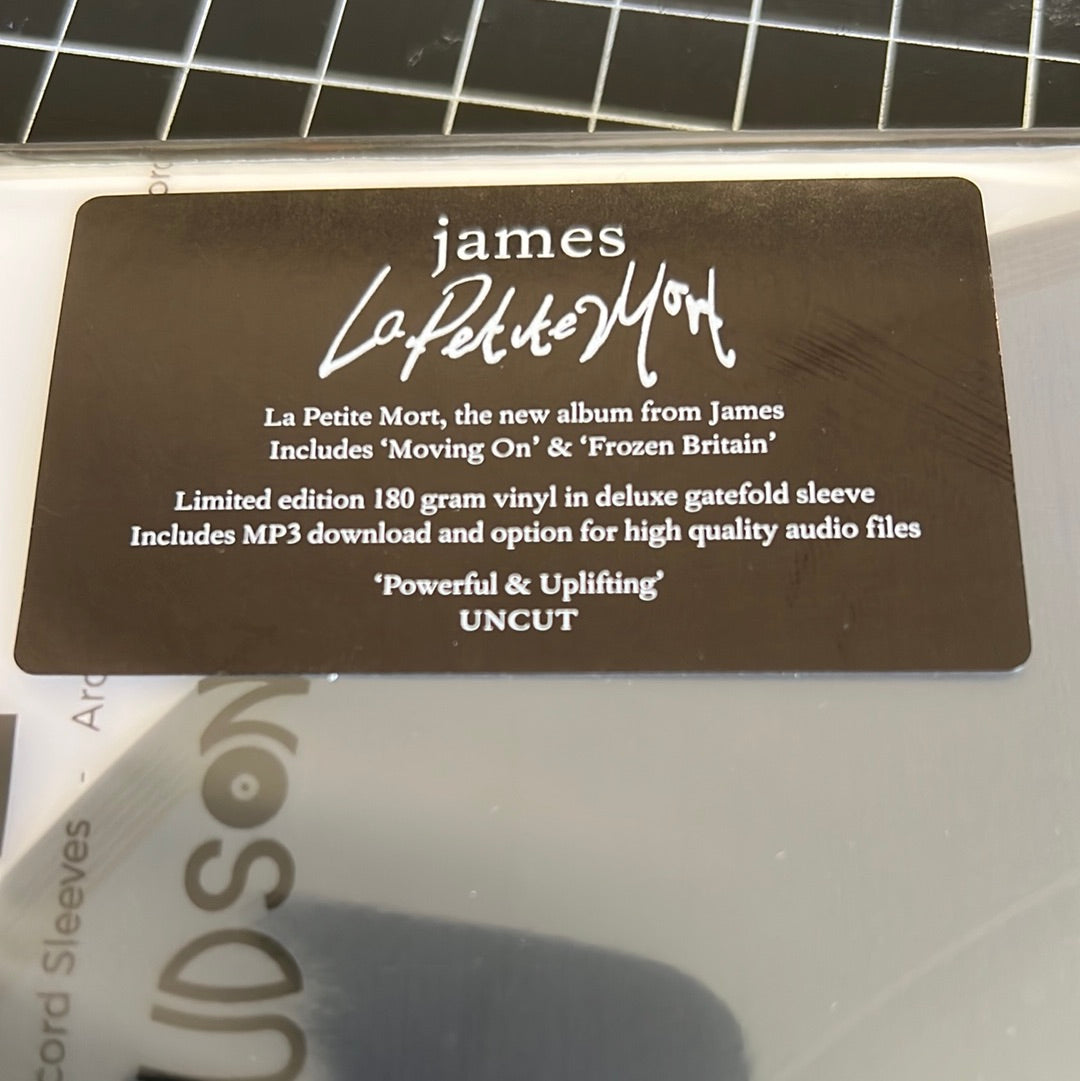 james
La Petite Mort
La Petite Mort, the new album from James
Includes ‘Moving On’ & ‘Frozen Britain’
Limited edition 180 gram vinyl in deluxe gatefold sleeve
Includes MP3 download and option for high quality audio files
‘Powerful & Uplifting’
UNCUT
Sleeves -